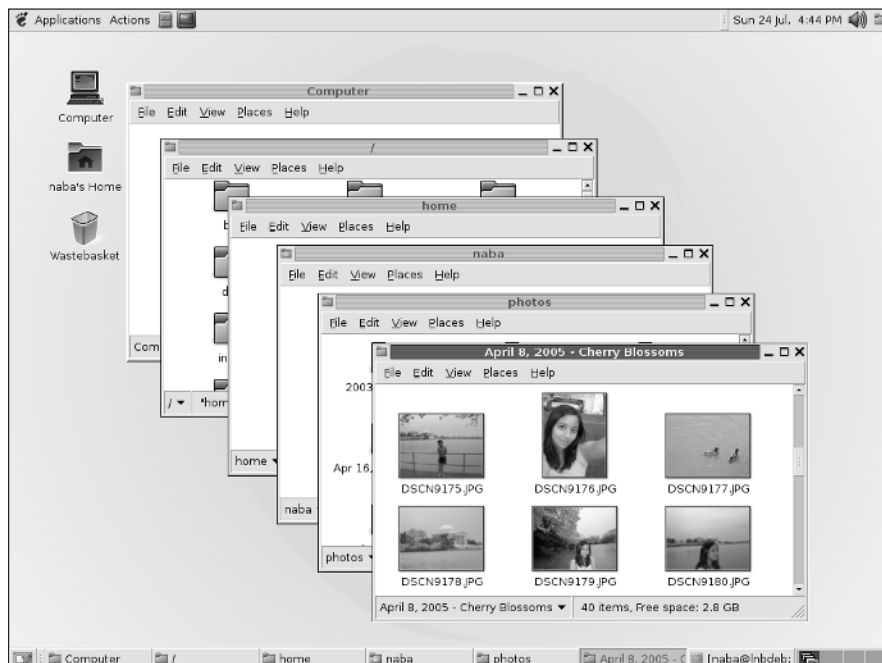 Applications Actions
Sun 24 Jul, 4:44 PM
Computer
naba's Home
Wastebasket
Computer
File Edit View Places Help
/
File Edit View Places Help
home
File Edit View Places Help
naba
File Edit View Places Help
photos
File Edit View Places Help
2003
Apr 16,
April 8, 2005 - Cherry Blossoms
File Edit View Places Help
DSCN9175.JPG DSCN9176.JPG DSCN9177.JPG
DSCN9178.JPG DSCN9179.JPG DSCN9180.JPG
April 8, 2005 - Cherry Blossoms 40 items, Free space: 2.8 GB
Com
/ "hom
home
naba
photos
Computer / home naba photos April 8, 2005 - C [naba@lnbdeb: